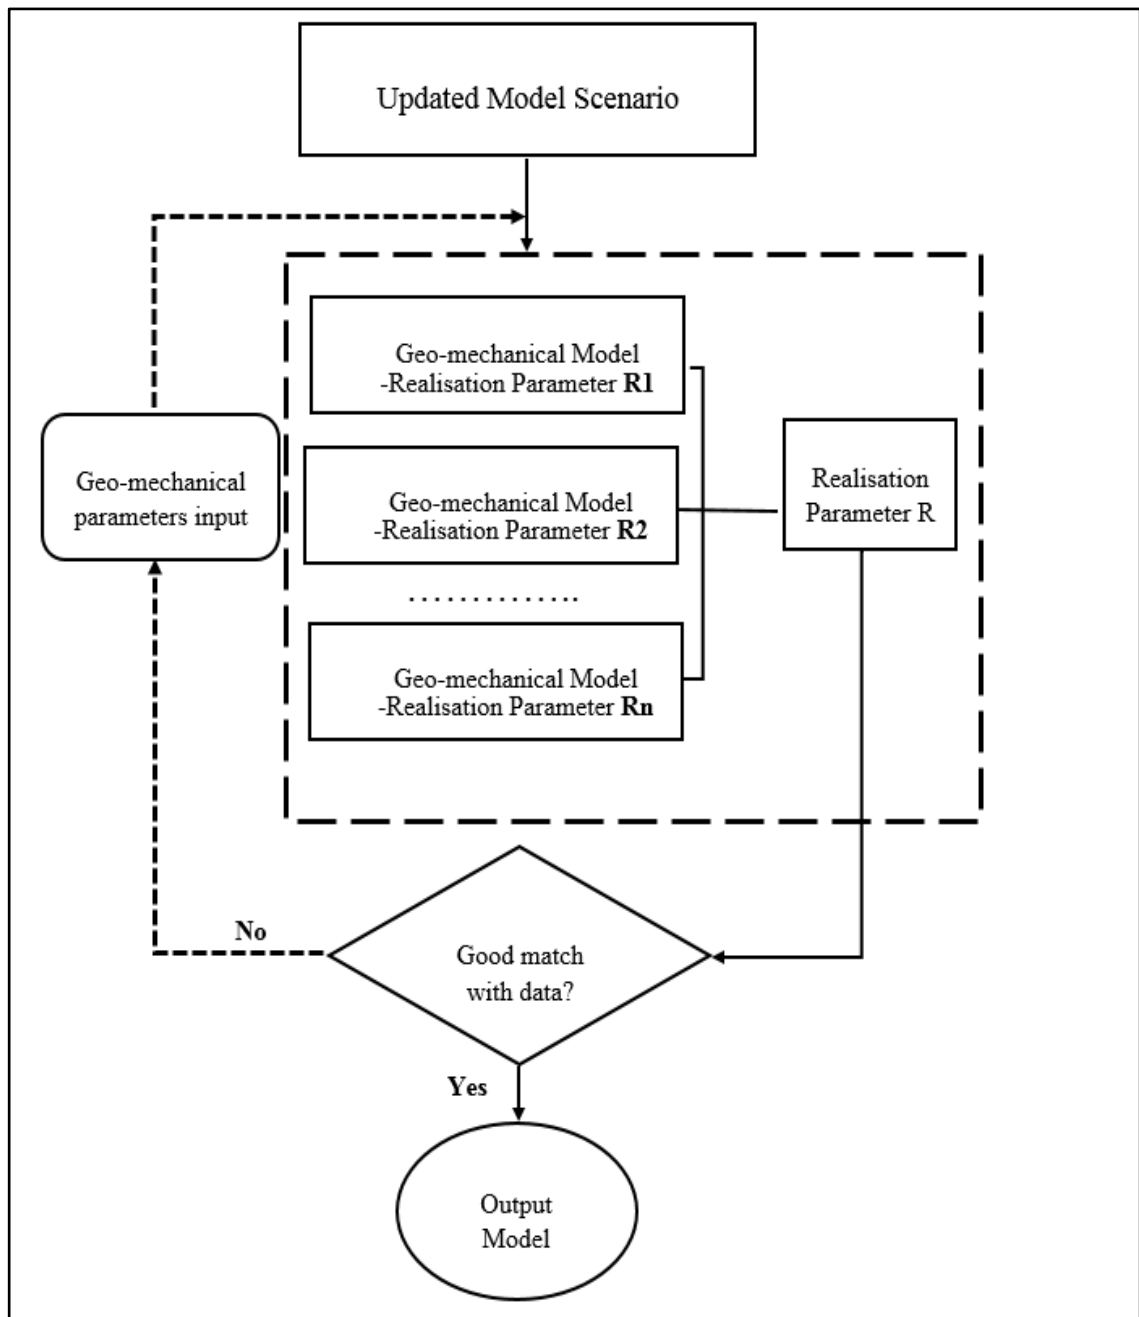 Updated Model Scenario
Geo-mechanical Model
-Realisation Parameter R1
Geo-mechanical
parameters input
Geo-mechanical Model
-Realisation Parameter R2
Realisation
Parameter R
..............
Geo-mechanical Model
-Realisation Parameter Rn
No
Good match
with data?
Yes
Output
Model